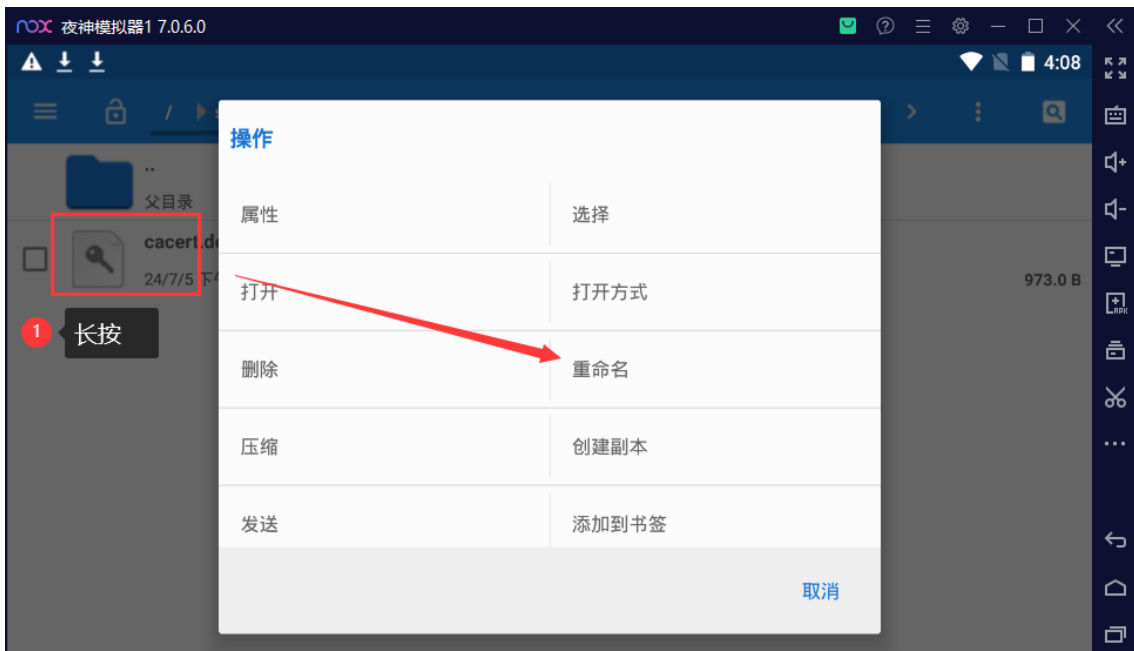 nox 夜神模拟器1 7.0.6.0
4:08
/
操作
..
父目录
属性
选择
cacert.de
24/7/5 下午
973.0 B
打开
打开方式
1 长按
删除
重命名
压缩
创建副本
发送
添加到书签
取消